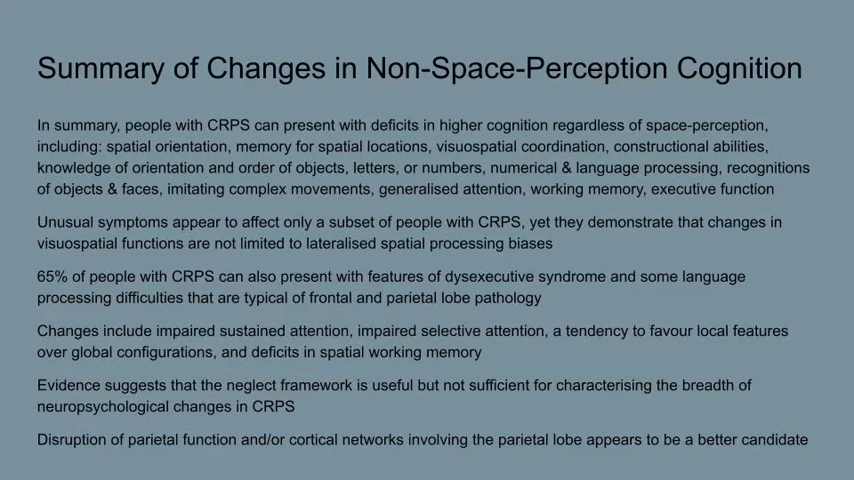 Summary of Changes in Non-Space-Perception Cognition
In summary, people with CRPS can present with deficits in higher cognition regardless of space-perception,
including: spatial orientation, memory for spatial locations, visuospatial coordination, constructional abilities,
knowledge of orientation and order of objects, letters, or numbers, numerical & language processing, recognitions
of objects & faces, imitating complex movements, generalised attention, working memory, executive function
Unusual symptoms appear to affect only a subset of people with CRPS, yet they demonstrate that changes in
visuospatial functions are not limited to lateralised spatial processing biases
65% of people with CRPS can also present with features of dysexecutive syndrome and some language
processing difficulties that are typical of frontal and parietal lobe pathology
Changes include impaired sustained attention, impaired selective attention, a tendency to favour local features
over global configurations, and deficits in spatial working memory
Evidence suggests that the neglect framework is useful but not sufficient for characterising the breadth of
neuropsychological changes in CRPS
Disruption of parietal function and/or cortical networks involving the parietal lobe appears to be a better candidate